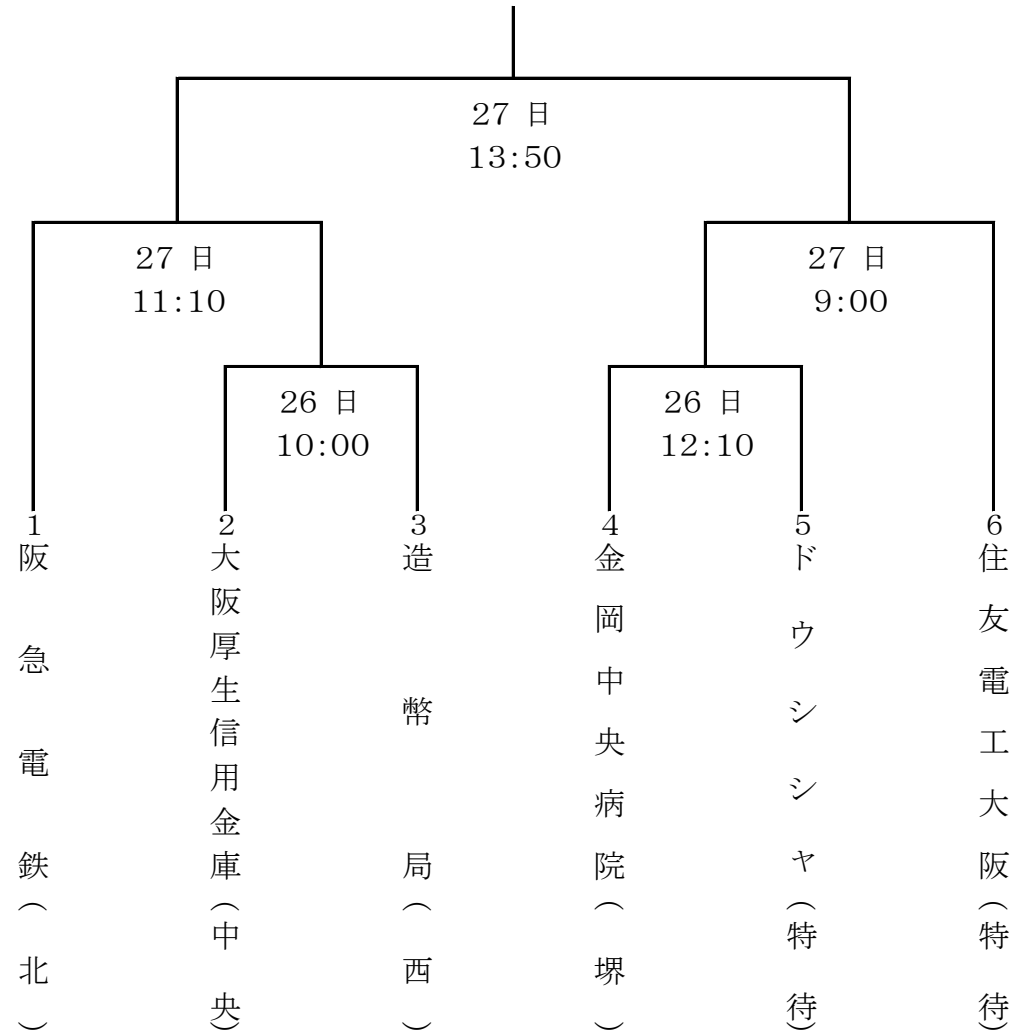 27 日
13:50
27 日
11:10
27 日
9:00
26 日
10:00
26 日
12:10
1
阪急電鉄(北)
2
大阪厚生信用金庫(中央)
3
造幣局(西)
4
金岡中央病院(堺)
5
ドウシシャ(特待)
6
住友電工大阪(特待)